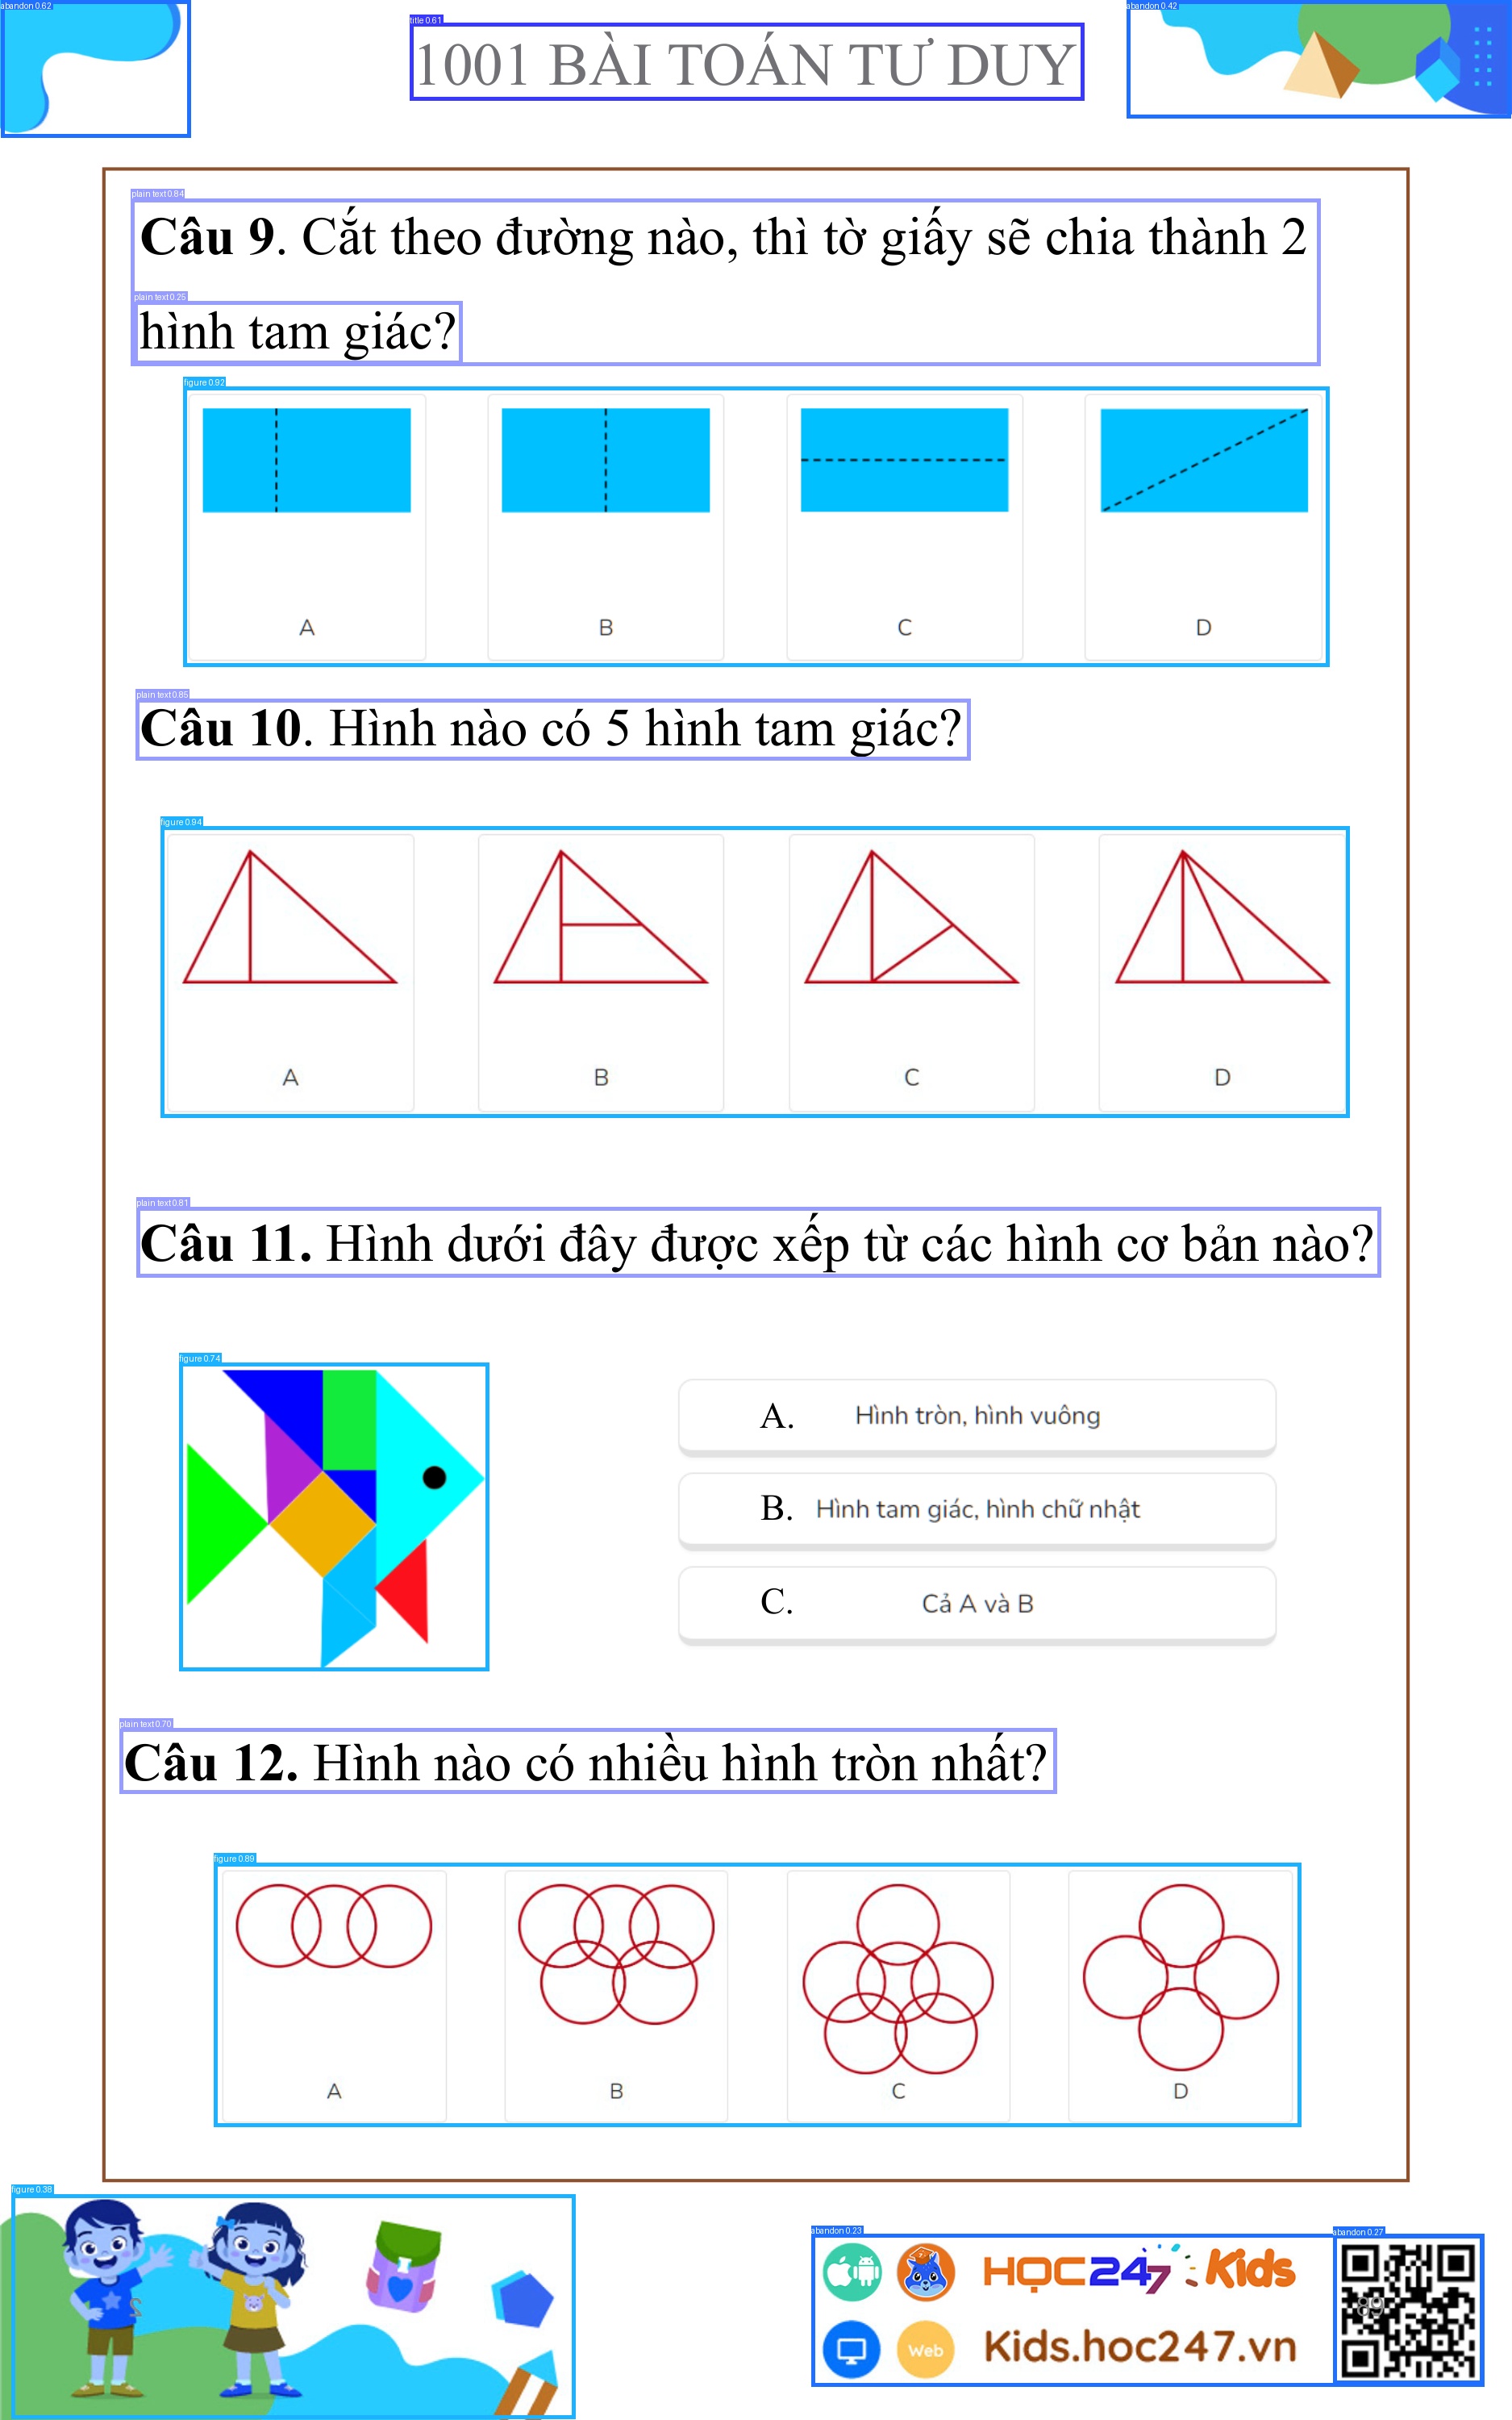 abandon 0.62
title 0.61
abandon 0.42
1001 BÀI TOÁN TƯ DUY
plain text 0.84
Câu 9. Cắt theo đường nào, thì tờ giấy sẽ chia thành 2
plain text 0.25
hình tam giác?
figure 0.92
A B C D
plain text 0.85
Câu 10. Hình nào có 5 hình tam giác?
figure 0.94
A B C D
plain text 0.81
Câu 11. Hình dưới đây được xếp từ các hình cơ bản nào?
figure 0.74
A. Hình tròn, hình vuông
B. Hình tam giác, hình chữ nhật
C. Cả A và B
plain text 0.70
Câu 12. Hình nào có nhiều hình tròn nhất?
figure 0.89
A B C D
figure 0.38
abandon 0.23
abandon 0.27
HỌC247 Kids
89
Web
Kids.hoc247.vn